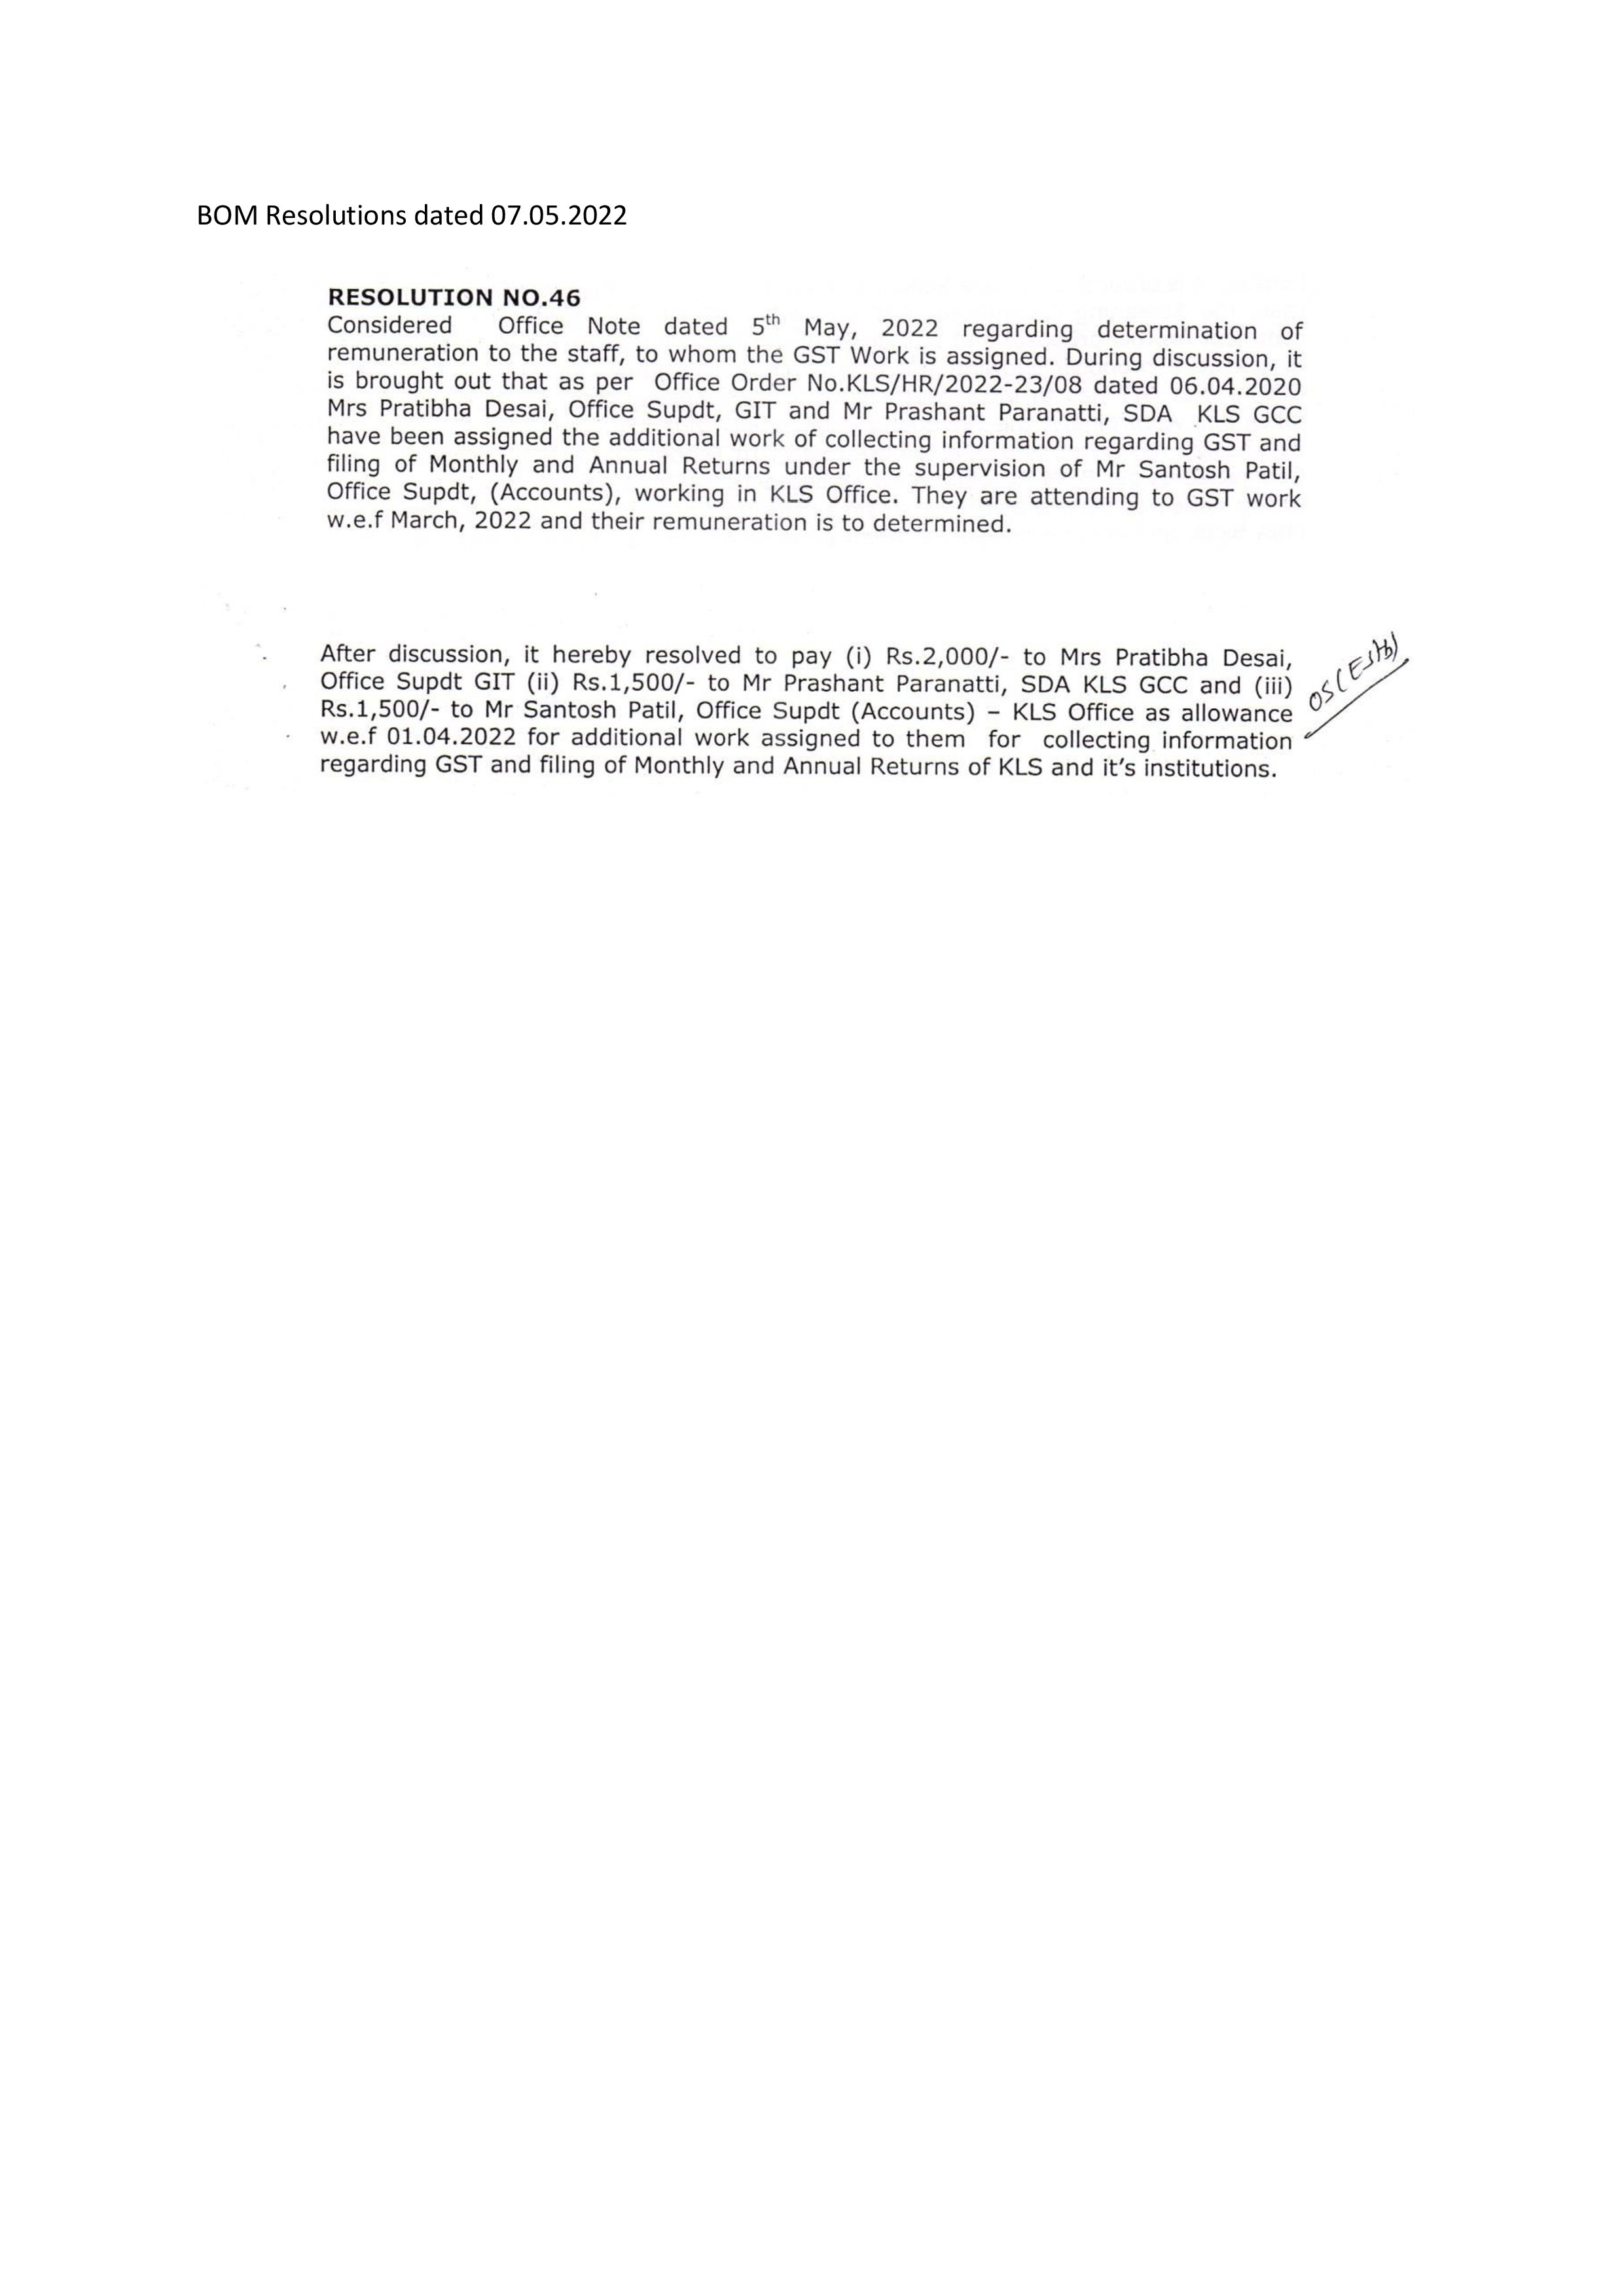 BOM Resolutions dated 07.05.2022
RESOLUTION NO.46
Considered Office Note dated 5th May, 2022 regarding determination of
remuneration to the staff, to whom the GST Work is assigned. During discussion, it
is brought out that as per Office Order No.KLS/HR/2022-23/08 dated 06.04.2020
Mrs Pratibha Desai, Office Supdt, GIT and Mr Prashant Paranatti, SDA KLS GCC
have been assigned the additional work of collecting information regarding GST and
filing of Monthly and Annual Returns under the supervision of Mr Santosh Patil,
Office Supdt, (Accounts), working in KLS Office. They are attending to GST work
w.e.f March, 2022 and their remuneration is to determined.
After discussion, it hereby resolved to pay (i) Rs.2,000/- to Mrs Pratibha Desai,
Office Supdt GIT (ii) Rs.1,500/- to Mr Prashant Paranatti, SDA KLS GCC and (iii)
Rs.1,500/- to Mr Santosh Patil, Office Supdt (Accounts) – KLS Office as allowance
w.e.f 01.04.2022 for additional work assigned to them for collecting information
regarding GST and filing of Monthly and Annual Returns of KLS and it's institutions.
OS(Estb)